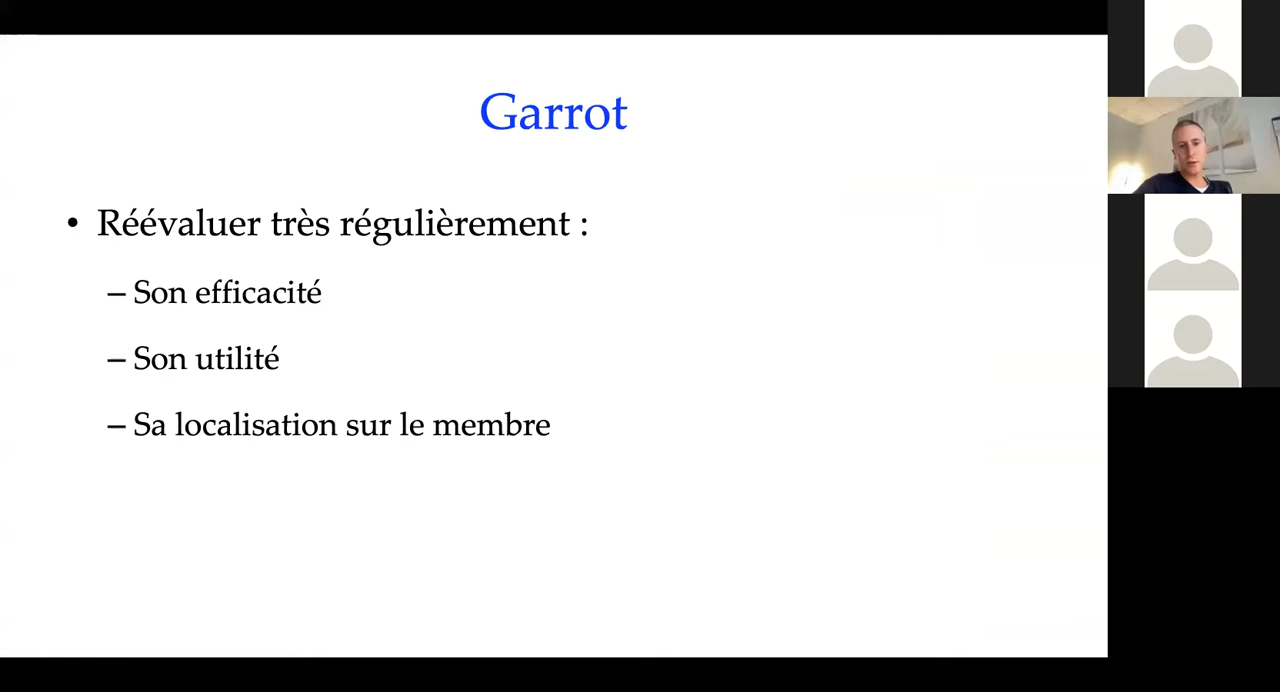 Garrot
• Réévaluer très régulièrement :
– Son efficacité
– Son utilité
– Sa localisation sur le membre